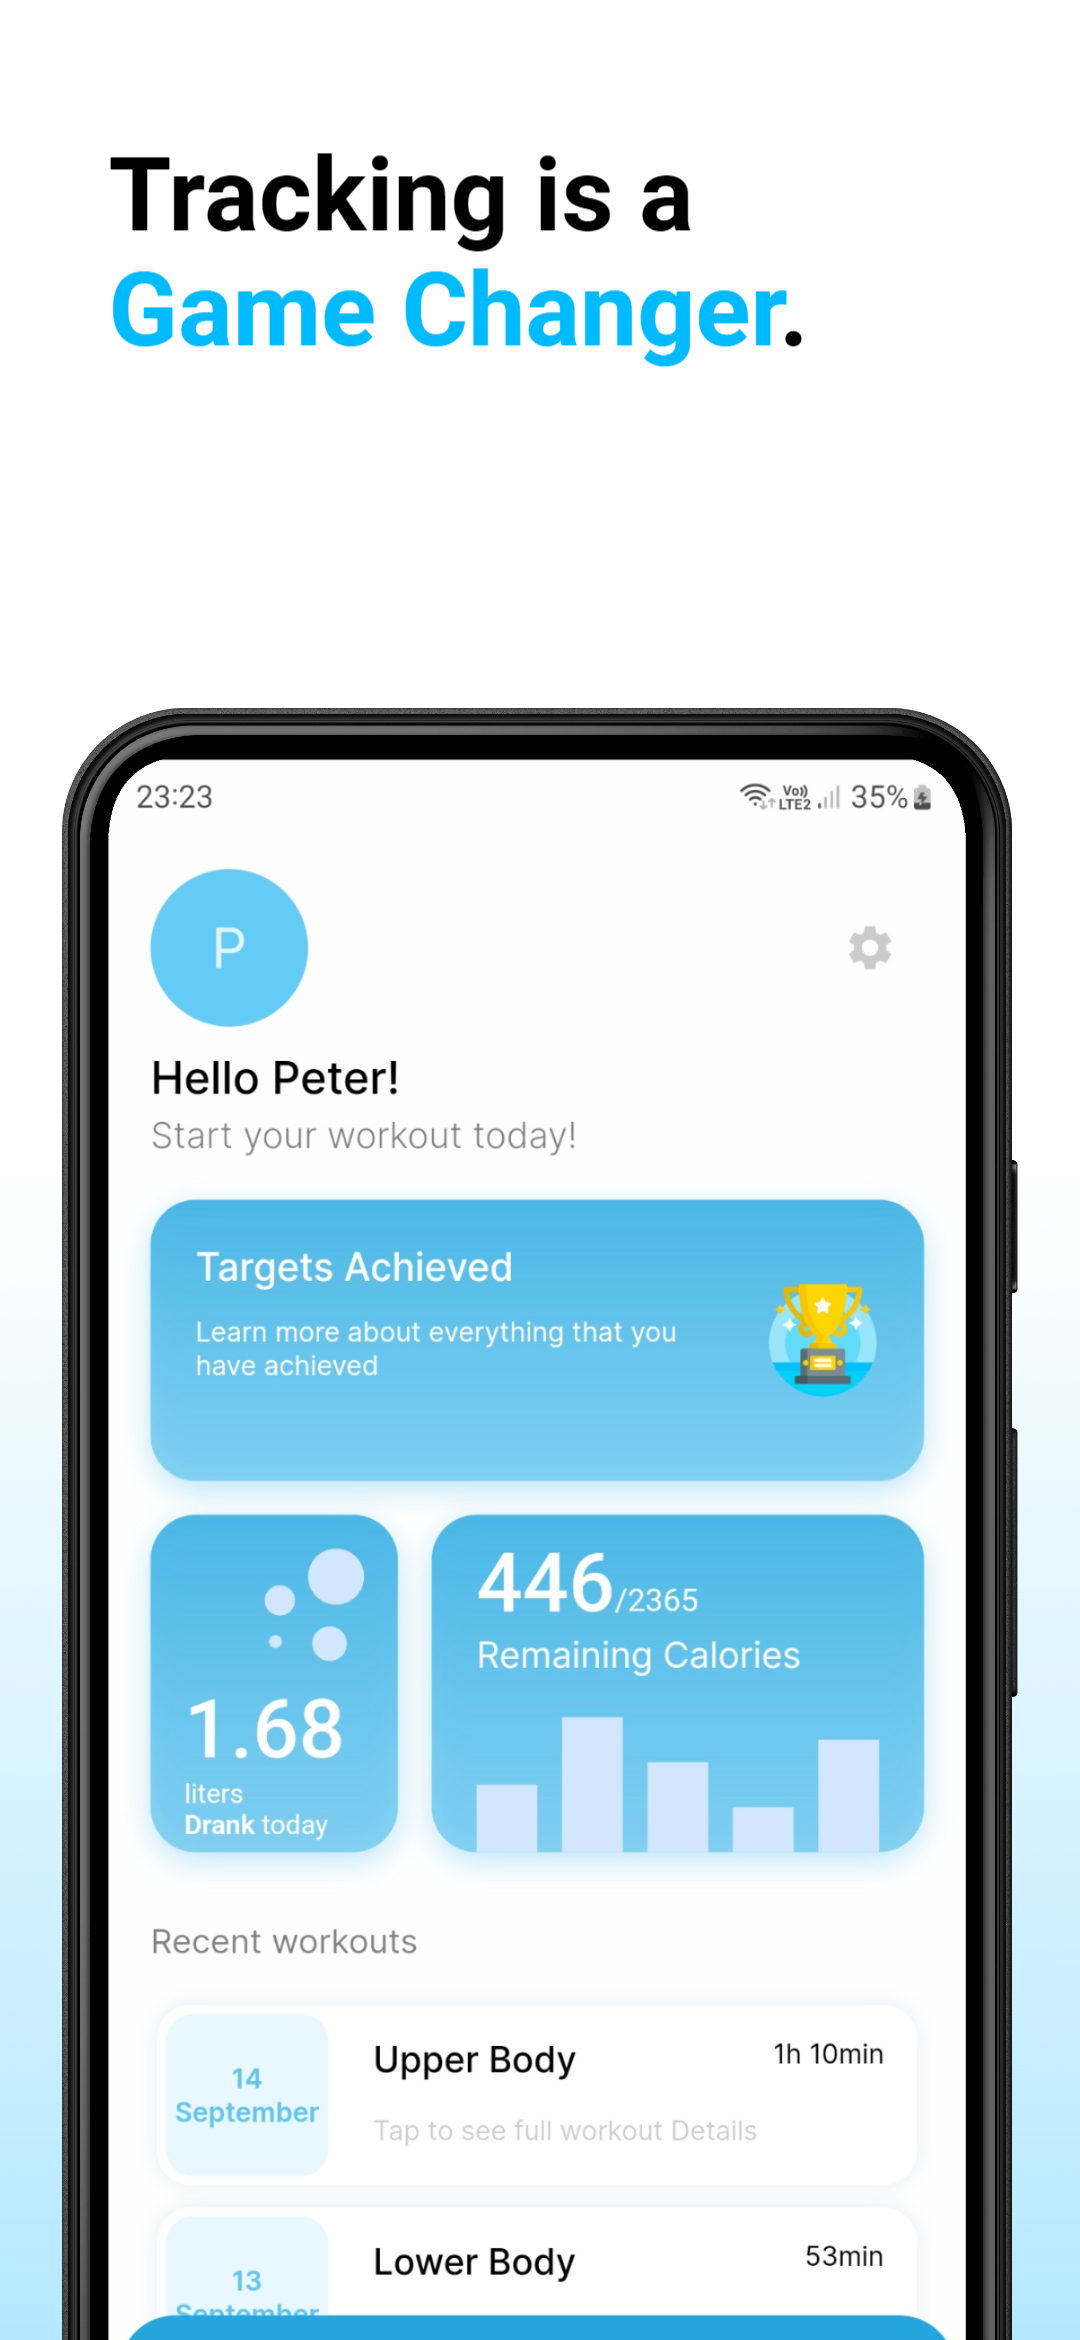 Tracking is a
Game Changer.
23:23
Vo)) LTE2 35%
P
Hello Peter!
Start your workout today!
Targets Achieved
Learn more about everything that you
have achieved
1.68
liters
Drank today
446/2365
Remaining Calories
Recent workouts
14
September
Upper Body
1h 10min
Tap to see full workout Details
13
September
Lower Body
53min